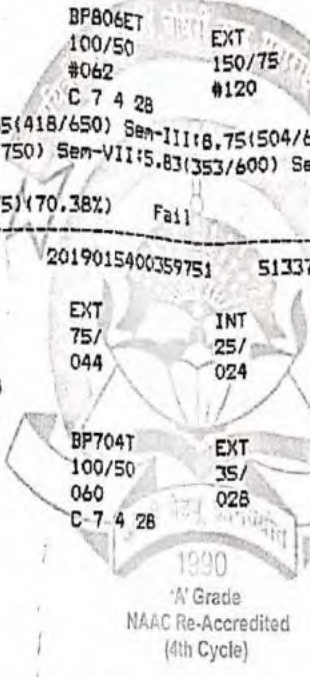 BP806ET EXT
100/50 150/75
#062 #120
C 7 4 28
5(418/650) Sem-III:8.75(504/6
750) Sem-VII:5.83(353/600) Se
75)(70.38%) Fail
2019015400359751 51337
EXT INT
75/ 25/
044 024
BP704T EXT
100/50 35/
060 028
C 7 4 28
1990
'A' Grade
NAAC Re-Accredited
(4th Cycle)